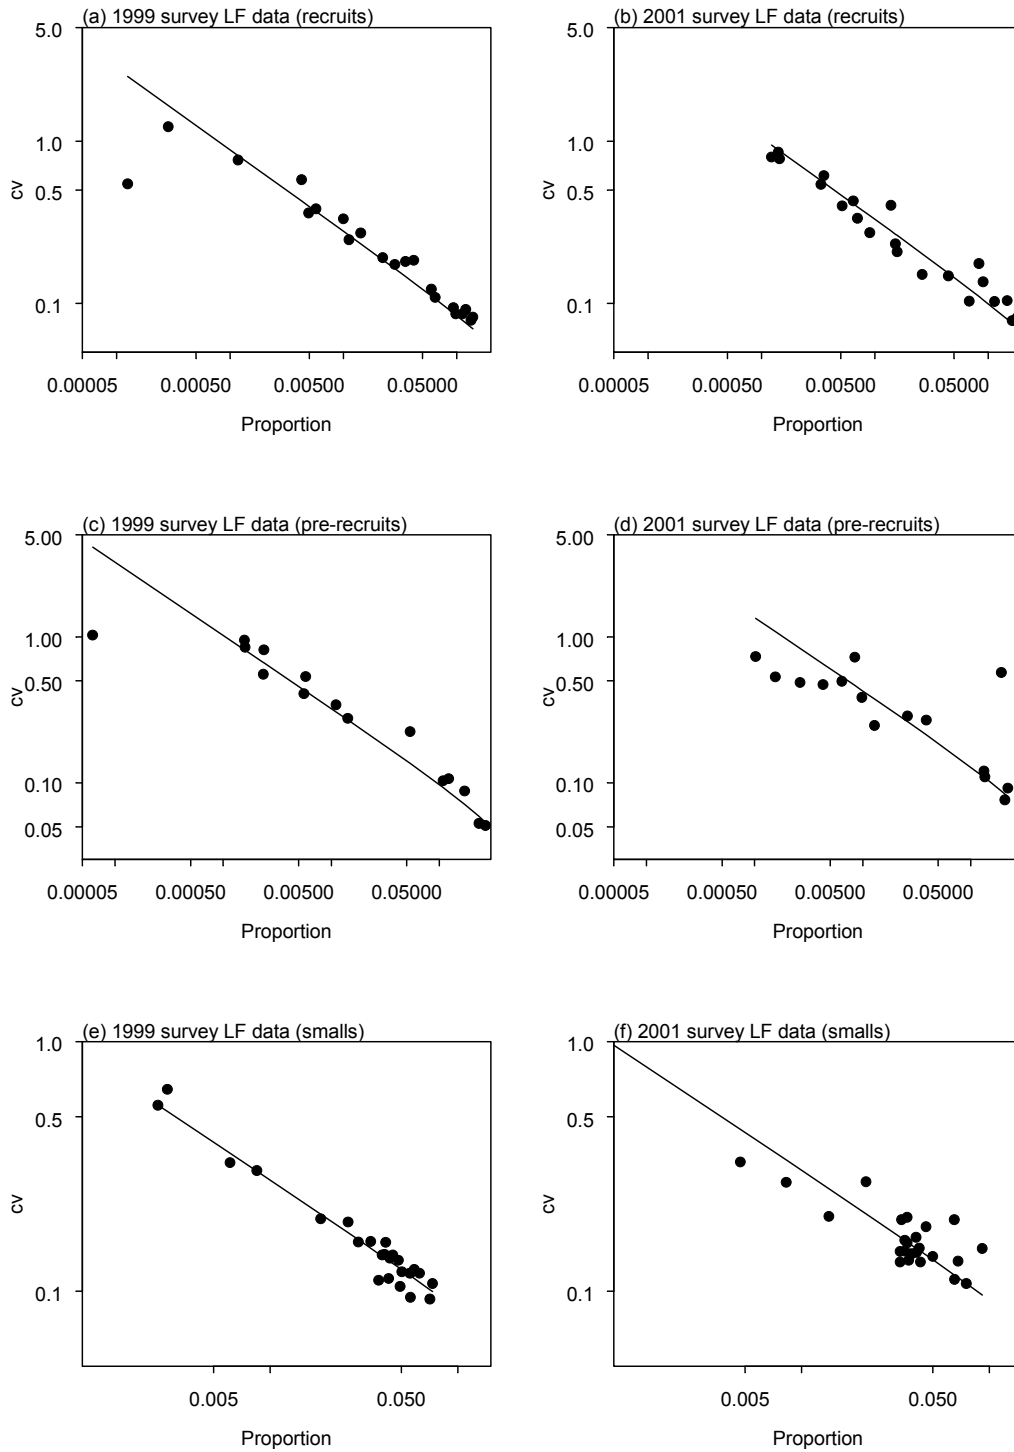 (a) 1999 survey LF data (recruits)
5.0
1.0
0.5
0.1
cv
0.00005 0.00050 0.00500 0.05000
Proportion
(b) 2001 survey LF data (recruits)
5.0
1.0
0.5
0.1
cv
0.00005 0.00050 0.00500 0.05000
Proportion
(c) 1999 survey LF data (pre-recruits)
5.00
1.00
0.50
0.10
0.05
cv
0.00005 0.00050 0.00500 0.05000
Proportion
(d) 2001 survey LF data (pre-recruits)
5.00
1.00
0.50
0.10
0.05
cv
0.00005 0.00050 0.00500 0.05000
Proportion
(e) 1999 survey LF data (smalls)
1.0
0.5
0.1
cv
0.005 0.050
Proportion
(f) 2001 survey LF data (smalls)
1.0
0.5
0.1
cv
0.005 0.050
Proportion